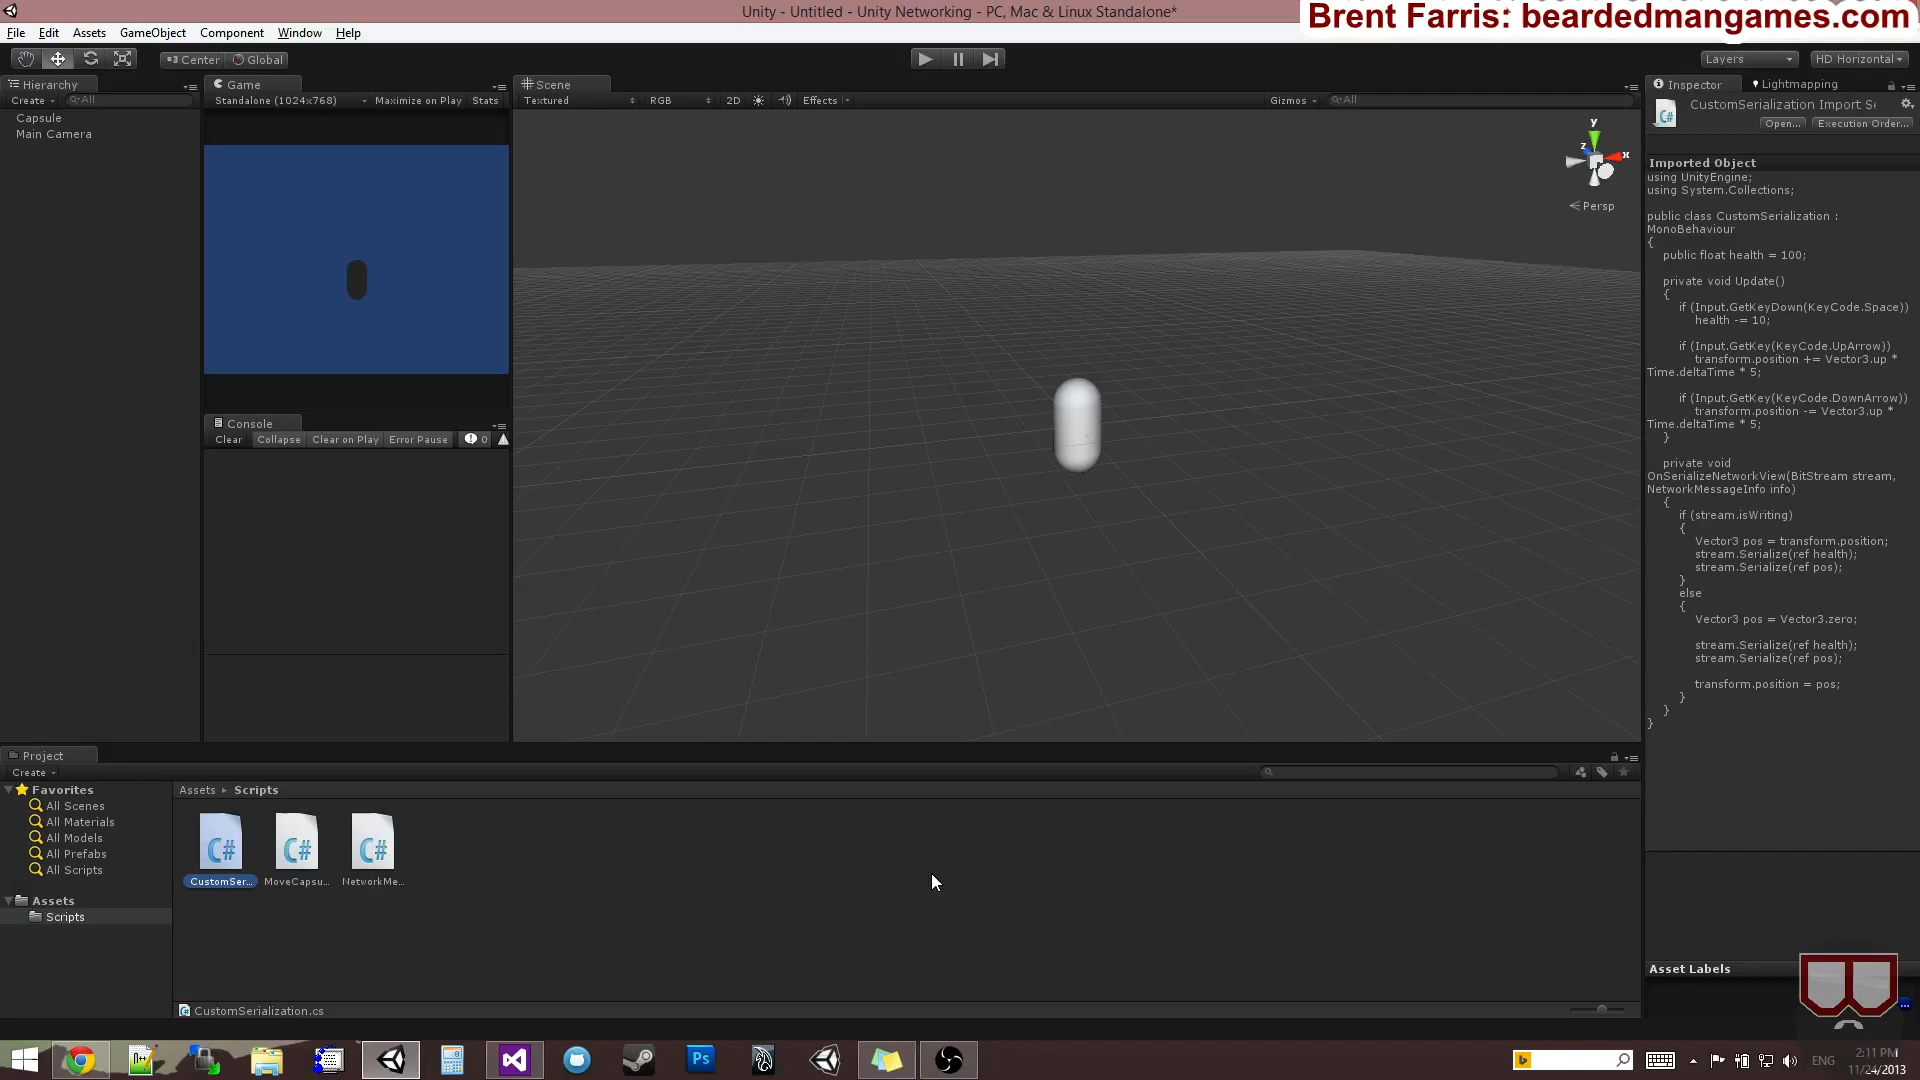 Unity - Untitled - Unity Networking - PC, Mac & Linux Standalone*
Brent Farris: beardedmangames.com
File Edit Assets GameObject Component Window Help
Center Global
Layers
HD Horizontal
Hierarchy
Create
All
Capsule
Main Camera
Game
Standalone (1024x768)
Maximize on Play
Stats
Console
Clear Collapse Clear on Play Error Pause 0
Scene
Textured RGB 2D Effects Gizmos All
y
z
x
Persp
Inspector
Lightmapping
CustomSerialization Import Se
Open...
Execution Order...
Imported Object
using UnityEngine;
using System.Collections;
public class CustomSerialization :
MonoBehaviour
{
public float health = 100;
private void Update()
{
if (Input.GetKeyDown(KeyCode.Space))
health -= 10;
if (Input.GetKey(KeyCode.UpArrow))
transform.position += Vector3.up *
Time.deltaTime * 5;
if (Input.GetKey(KeyCode.DownArrow))
transform.position -= Vector3.up *
Time.deltaTime * 5;
}
private void
OnSerializeNetworkView(BitStream stream,
NetworkMessageInfo info)
{
if (stream.isWriting)
{
Vector3 pos = transform.position;
stream.Serialize(ref health);
stream.Serialize(ref pos);
}
else
{
Vector3 pos = Vector3.zero;
stream.Serialize(ref health);
stream.Serialize(ref pos);
transform.position = pos;
}
}
}
Asset Labels
Project
Create
Favorites
All Scenes
All Materials
All Models
All Prefabs
All Scripts
Assets
Scripts
Assets Scripts
C# C# C#
CustomSer... MoveCapsu... NetworkMe...
CustomSerialization.cs
Ps
ENG
2:11 PM
11/24/2013